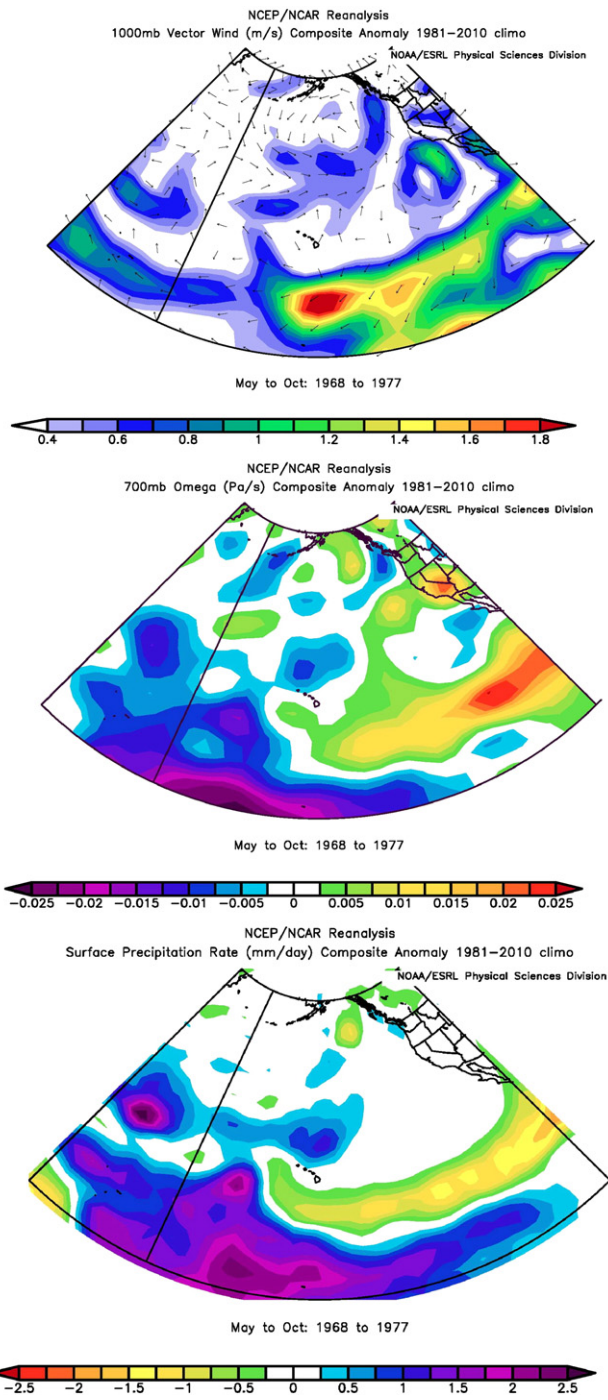 NCEP/NCAR Reanalysis
1000mb Vector Wind (m/s) Composite Anomaly 1981−2010 climo
NOAA/ESRL Physical Sciences Division
May to Oct: 1968 to 1977
0.4 0.6 0.8 1 1.2 1.4 1.6 1.8
NCEP/NCAR Reanalysis
700mb Omega (Pa/s) Composite Anomaly 1981−2010 climo
NOAA/ESRL Physical Sciences Division
May to Oct: 1968 to 1977
−0.025 −0.02 −0.015 −0.01 −0.005 0 0.005 0.01 0.015 0.02 0.025
NCEP/NCAR Reanalysis
Surface Precipitation Rate (mm/day) Composite Anomaly 1981−2010 climo
NOAA/ESRL Physical Sciences Division
May to Oct: 1968 to 1977
−2.5 −2 −1.5 −1 −0.5 0 0.5 1 1.5 2 2.5